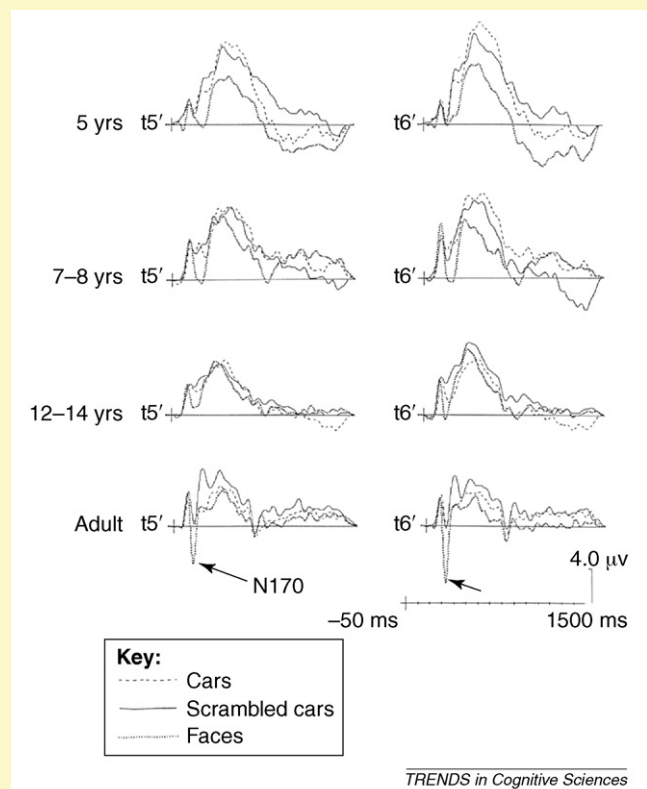 5 yrs t5′ t6′
7–8 yrs t5′ t6′
12–14 yrs t5′ t6′
Adult t5′ t6′
4.0 μv
N170
–50 ms 1500 ms
Key:
Cars
Scrambled cars
Faces
TRENDS in Cognitive Sciences